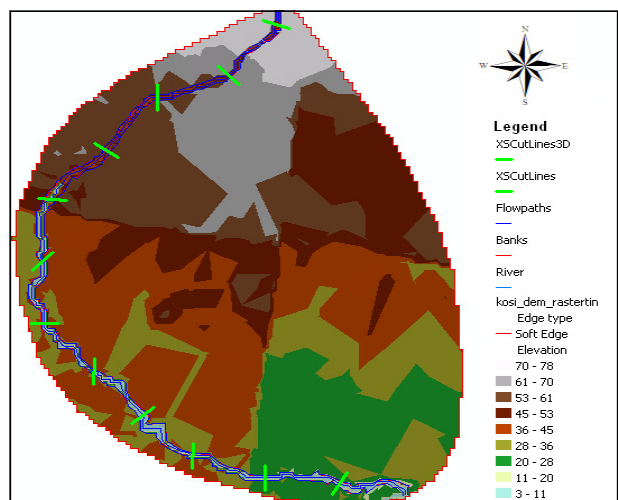 N
W E
S
Legend
XSCutLines3D
XSCutLines
Flowpaths
Banks
River
kosi_dem_rastertin
Edge type
Soft Edge
Elevation
70 - 78
61 - 70
53 - 61
45 - 53
36 - 45
28 - 36
20 - 28
11 - 20
3 - 11